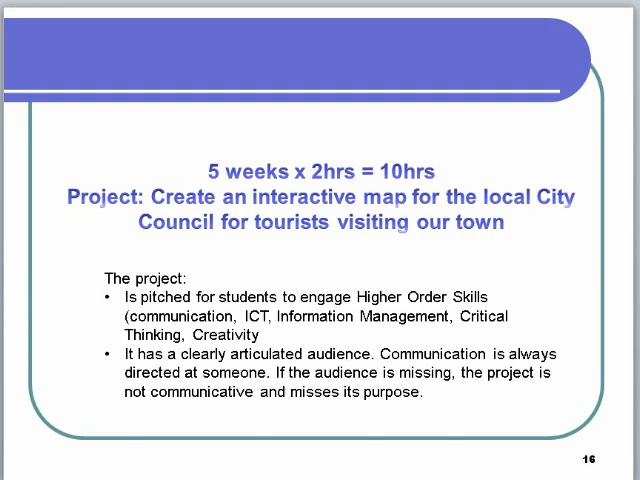 5 weeks x 2hrs = 10hrs
Project: Create an interactive map for the local City
Council for tourists visiting our town
The project:
• Is pitched for students to engage Higher Order Skills
(communication, ICT, Information Management, Critical
Thinking, Creativity
• It has a clearly articulated audience. Communication is always
directed at someone. If the audience is missing, the project is
not communicative and misses its purpose.
16